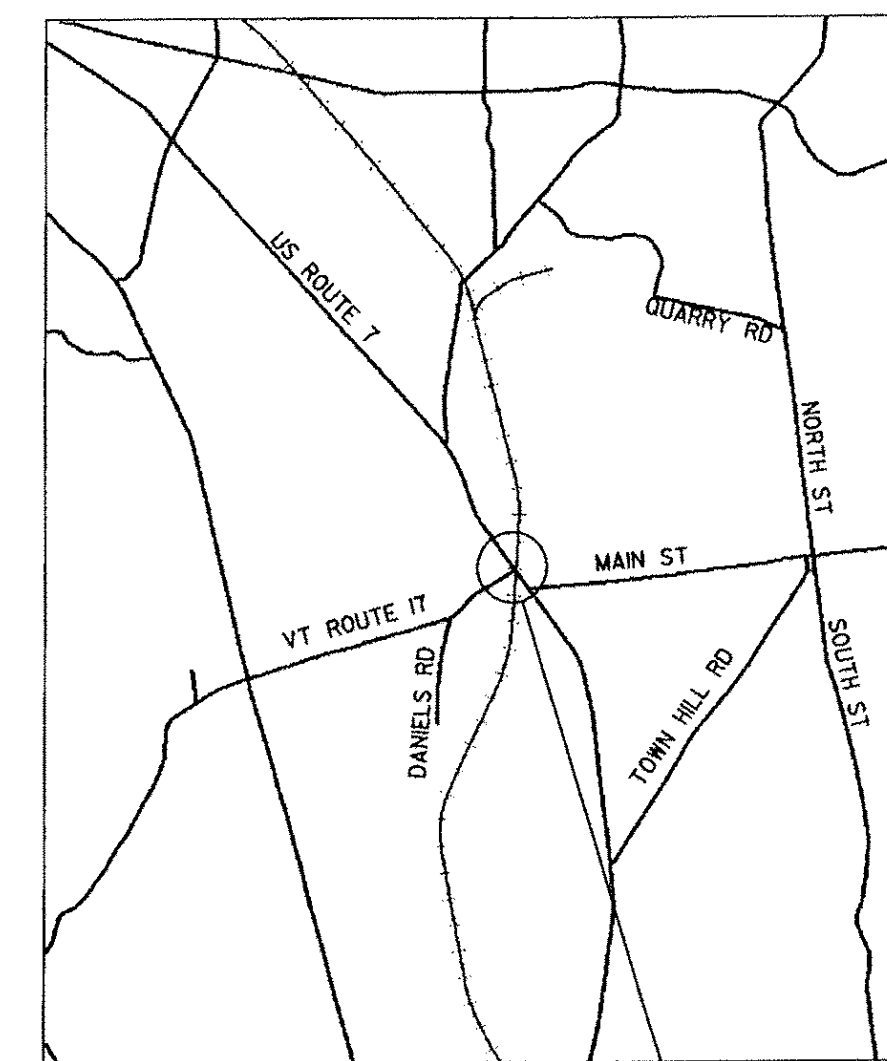 US ROUTE 7
QUARRY RD
NORTH ST
MAIN ST
VT ROUTE 17
DANIELS RD
TOWN HILL RD
SOUTH ST